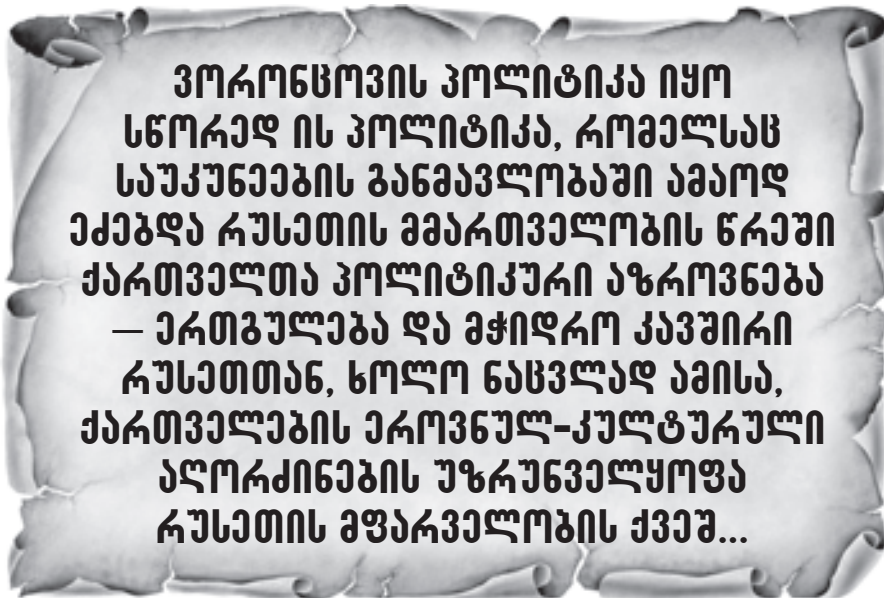 ვორონცოვის პოლიტიკა იყო
სწორედ ის პოლიტიკა, რომელსაც
საუკუნეების განმავლობაში ამაოდ
ეძებდა რუსეთის მმართველობის წრეში
ქართველთა პოლიტიკური აზროვნება
— ერთგულება და მჭიდრო კავშირი
რუსეთთან, ხოლო ნაცვლად ამისა,
ქართველების ეროვნულ-კულტურული
აღორძინების უზრუნველყოფა
რუსეთის მფარველობის ქვეშ...